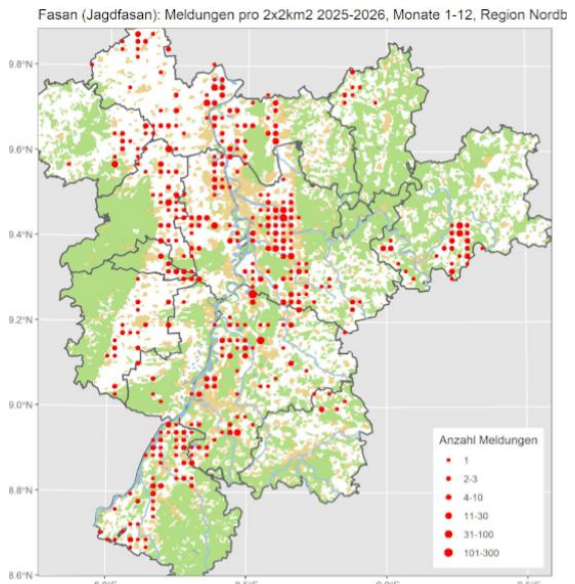 Fasan (Jagdfasan): Meldungen pro 2x2km2 2025-2026, Monate 1-12, Region Nordb
9.8°N
9.6°N
9.4°N
9.2°N
9.0°N
8.8°N
8.6°N
Anzahl Meldungen
1
2-3
4-10
11-30
31-100
101-300